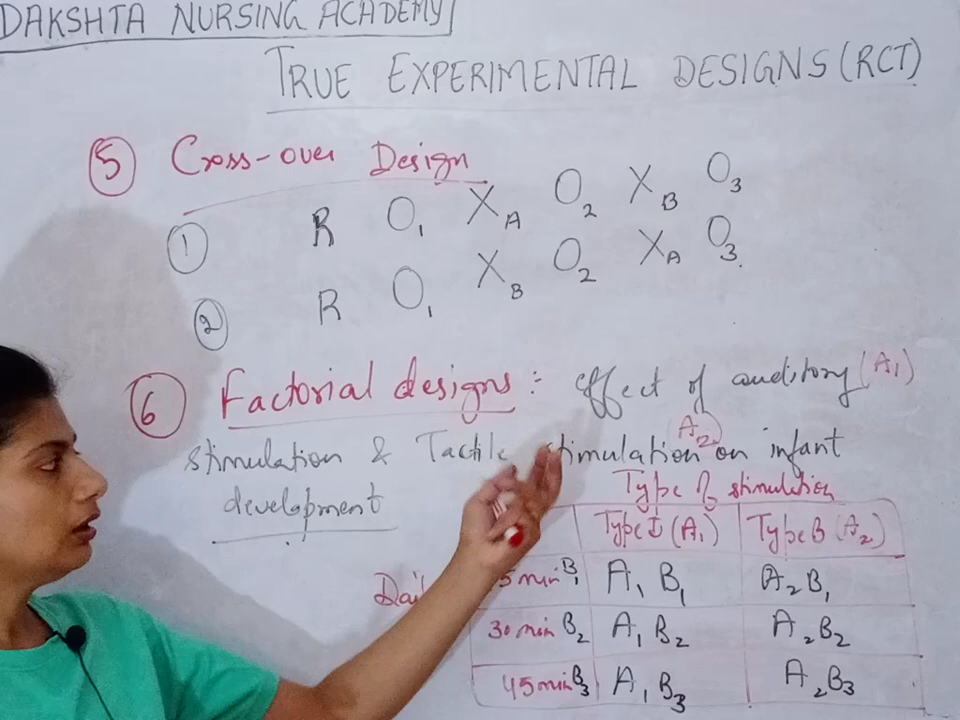 DAKSHTA NURSING ACADEMY
TRUE EXPERIMENTAL DESIGNS (RCT)
5 Cross-over Design
1 R O1 XA O2 XB O3
2 R O1 XB O2 XA O3.
6 Factorial designs: effect of auditory (A1)
stimulation & Tactile stimulation (A2) on infant
development
Type of stimulation
Type I (A1) Type B (A2)
5 min B1 A1 B1 A2 B1
30 min B2 A1 B2 A2 B2
45 min B3 A1 B3 A2 B3